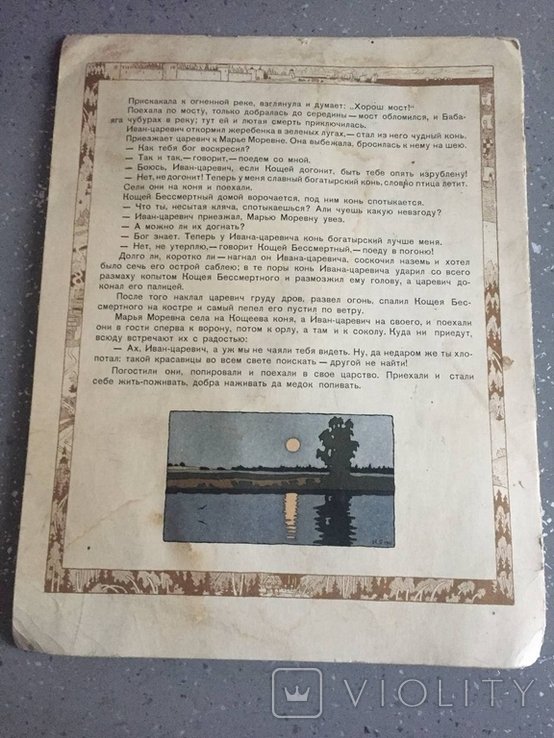 Прискакала к огненной реке, взглянула и думает: „Хорош мост!"
Поехала по мосту, только добралась до середины — мост обломился, и Баба-
яга чубурах в реку; тут ей и лютая смерть приключилась.
Иван-царевич откормил жеребенка в зеленых лугах, — стал из него чудный конь.
Приезжает царевич к Марье Моревне. Она выбежала, бросилась к нему на шею.
— Как тебя бог воскресил?
— Так и так, — говорит, — поедем со мной.
— Боюсь, Иван-царевич, если Кощей догонит, быть тебе опять изрублену!
— Нет, не догонит! Теперь у меня славный богатырский конь, словно птица летит.
Сели они на коня и поехали.
Кощей Бессмертный домой ворочается, под ним конь спотыкается.
— Что ты, несытая кляча, спотыкаешься? Али чуешь какую невзгоду?
— Иван-царевич приезжал, Марью Моревну увез.
— А можно ли их догнать?
— Бог знает. Теперь у Ивана-царевича конь богатырский лучше меня.
— Нет, не утерплю, — говорит Кощей Бессмертный, — поеду в погоню!
Долго ли, коротко ли — нагнал он Ивана-царевича, соскочил наземь и хотел
было сечь его острой саблею; в те поры конь Ивана-царевича ударил со всего
размаху копытом Кощея Бессмертного и размозжил ему голову, а царевич до-
конал его палицей.
После того наклал царевич груду дров, развел огонь, спалил Кощея Бес-
смертного на костре и самый пепел его пустил по ветру.
Марья Моревна села на Кощеева коня, а Иван-царевич на своего, и поехали
они в гости сперва к ворону, потом к орлу, а там и к соколу. Куда ни приедут,
всюду встречают их с радостью:
— Ах, Иван-царевич, а уж мы не чаяли тебя видеть. Ну, да недаром же ты хло-
потал: такой красавицы во всем свете поискать — другой не найти!
Погостили они, попировали и поехали в свое царство. Приехали и стали
себе жить-поживать, добра наживать да медок попивать.
VIOLITY